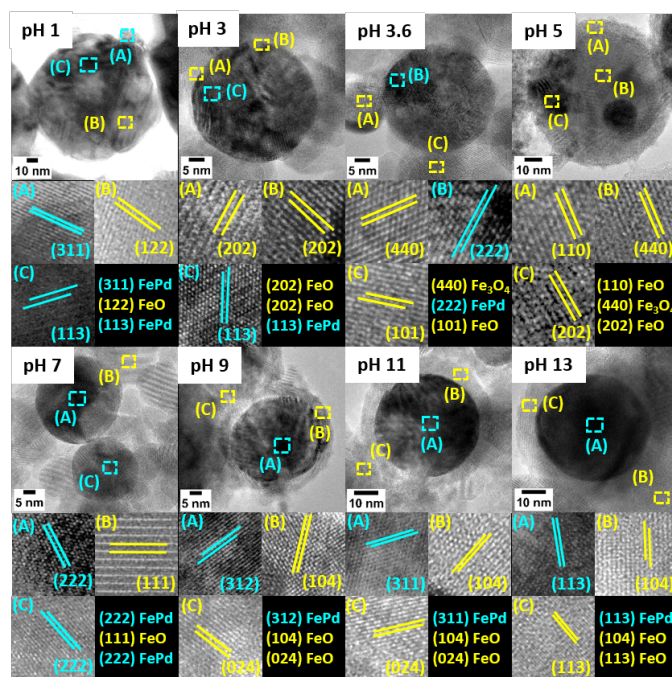 pH 1
(A)
(C)
(B)
10 nm
pH 3
(B)
(A)
(C)
5 nm
pH 3.6
(B)
(A)
(C)
5 nm
pH 5
(A)
(B)
(C)
10 nm
(A)
(311)
(B)
(122)
(A)
(202)
(B)
(202)
(A)
(440)
(B)
(222)
(A)
(110)
(B)
(440)
(C)
(113)
(311) FePd
(122) FeO
(113) FePd
(C)
(113)
(202) FeO
(202) FeO
(113) FePd
(C)
(101)
(440) Fe₃O₄
(222) FePd
(101) FeO
(C)
(202)
(110) FeO
(440) Fe₃O₄
(202) FeO
pH 7
(B)
(A)
(C)
5 nm
pH 9
(C)
(B)
(A)
5 nm
pH 11
(B)
(A)
(C)
10 nm
pH 13
(C)
(A)
(B)
10 nm
(A)
(222)
(B)
(111)
(A)
(312)
(B)
(104)
(A)
(311)
(B)
(104)
(A)
(113)
(B)
(104)
(C)
(222)
(222) FePd
(111) FeO
(222) FePd
(C)
(024)
(312) FePd
(104) FeO
(024) FeO
(C)
(024)
(311) FePd
(104) FeO
(024) FeO
(C)
(113)
(113) FePd
(104) FeO
(113) FeO